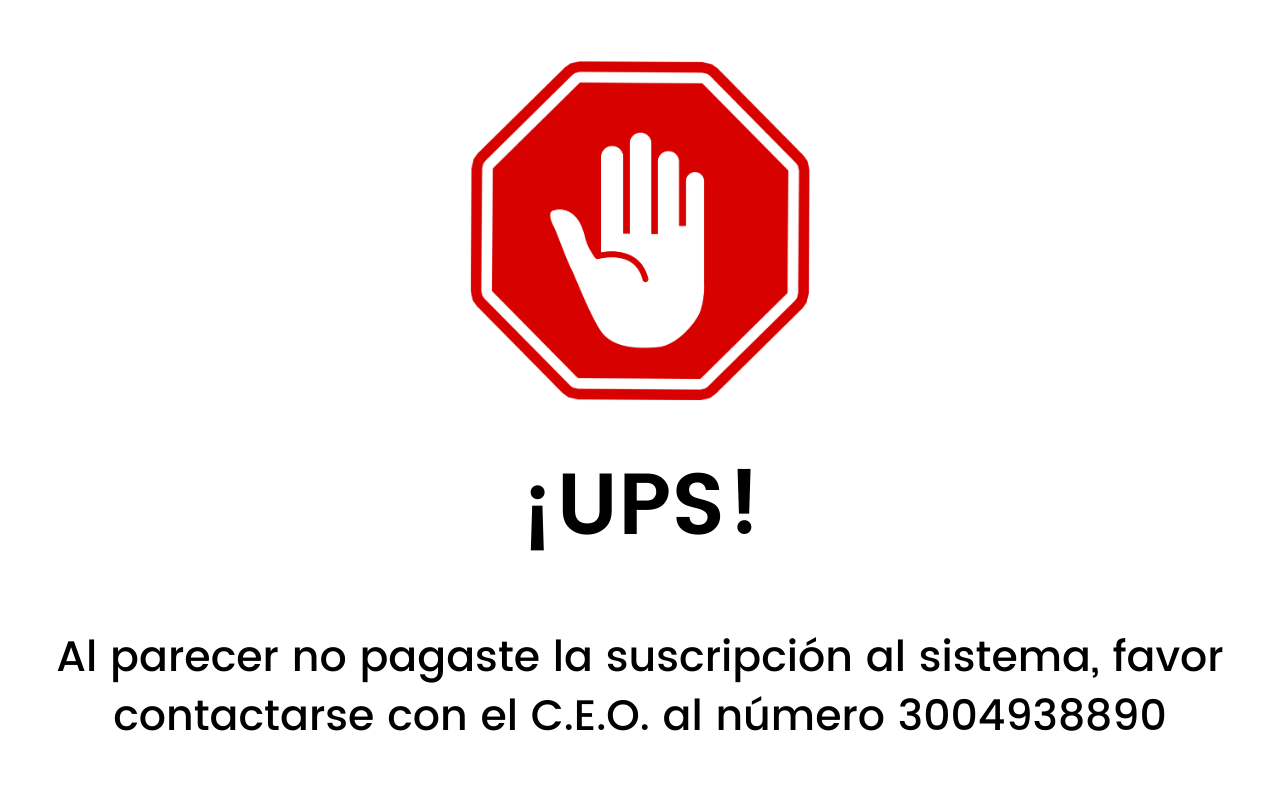 ¡UPS!
Al parecer no pagaste la suscripción al sistema, favor
contactarse con el C.E.O. al número 3004938890